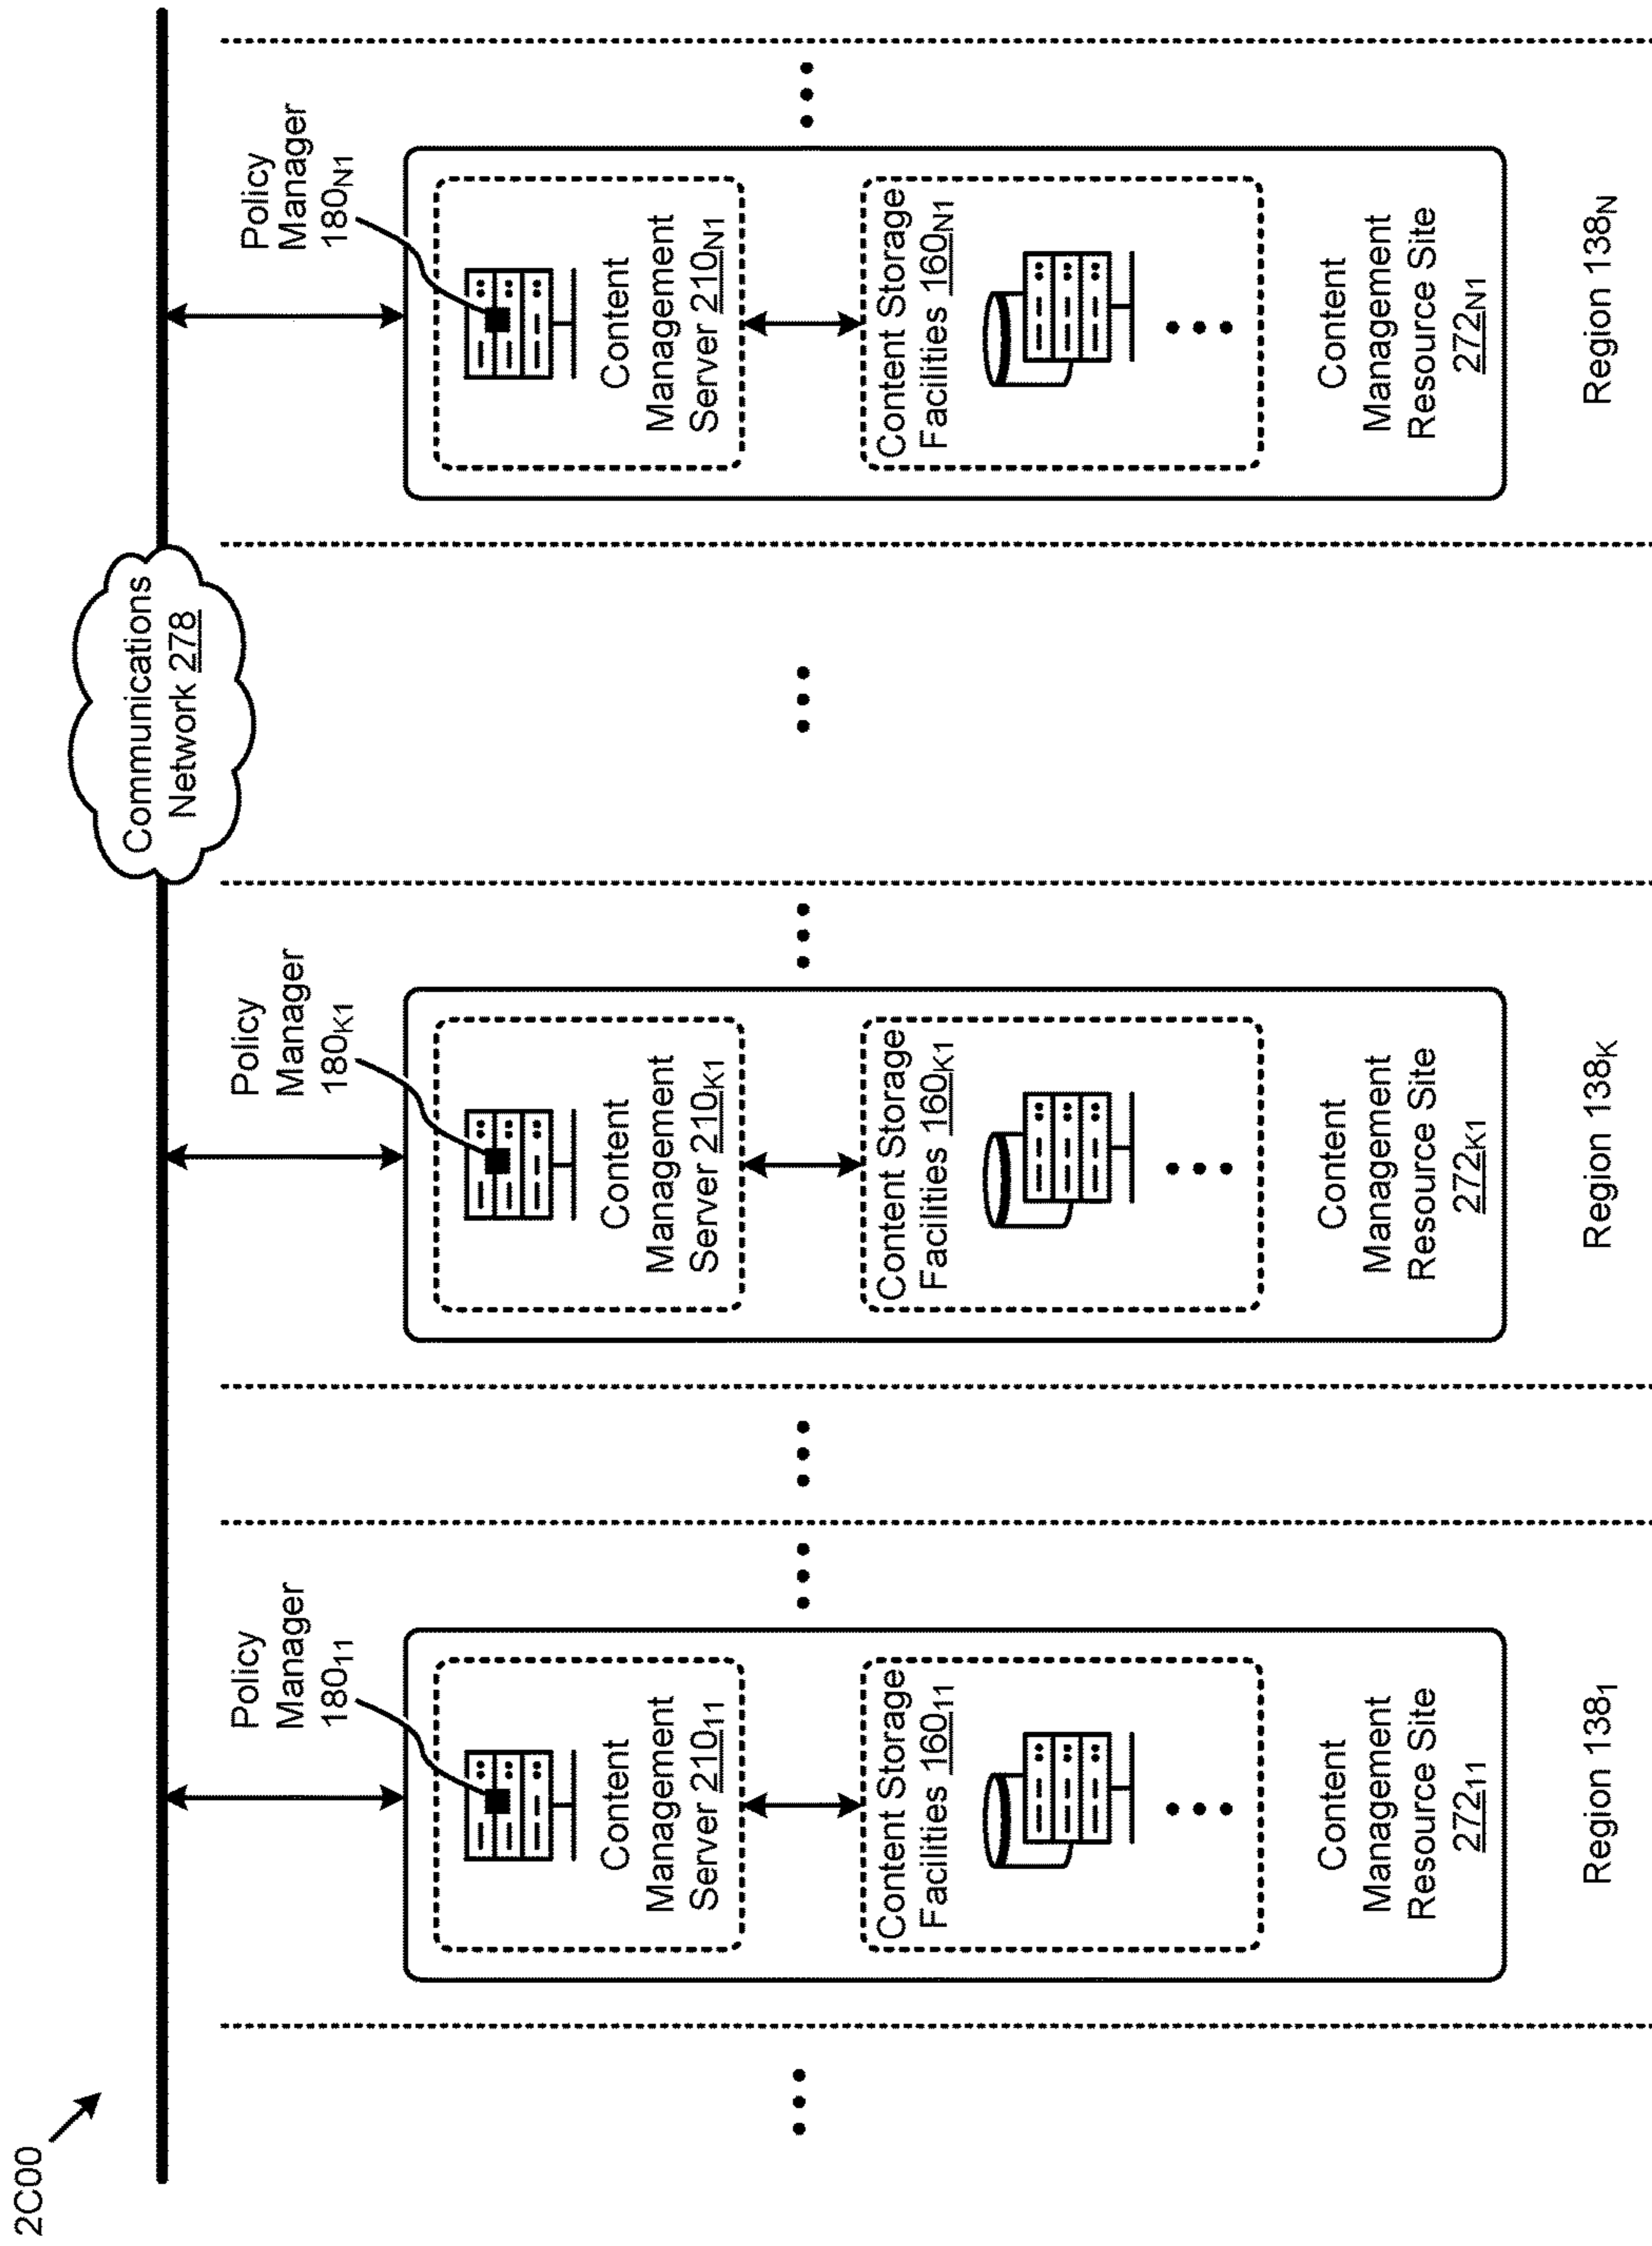 2C00
Communications
Network 278
Policy
Manager
180₁₁
Content
Management
Server 210₁₁
Content Storage
Facilities 160₁₁
Content
Management
Resource Site
272₁₁
Region 138₁
Policy
Manager
180K1
Content
Management
Server 210K1
Content Storage
Facilities 160K1
Content
Management
Resource Site
272K1
Region 138K
Policy
Manager
180N1
Content
Management
Server 210N1
Content Storage
Facilities 160N1
Content
Management
Resource Site
272N1
Region 138N